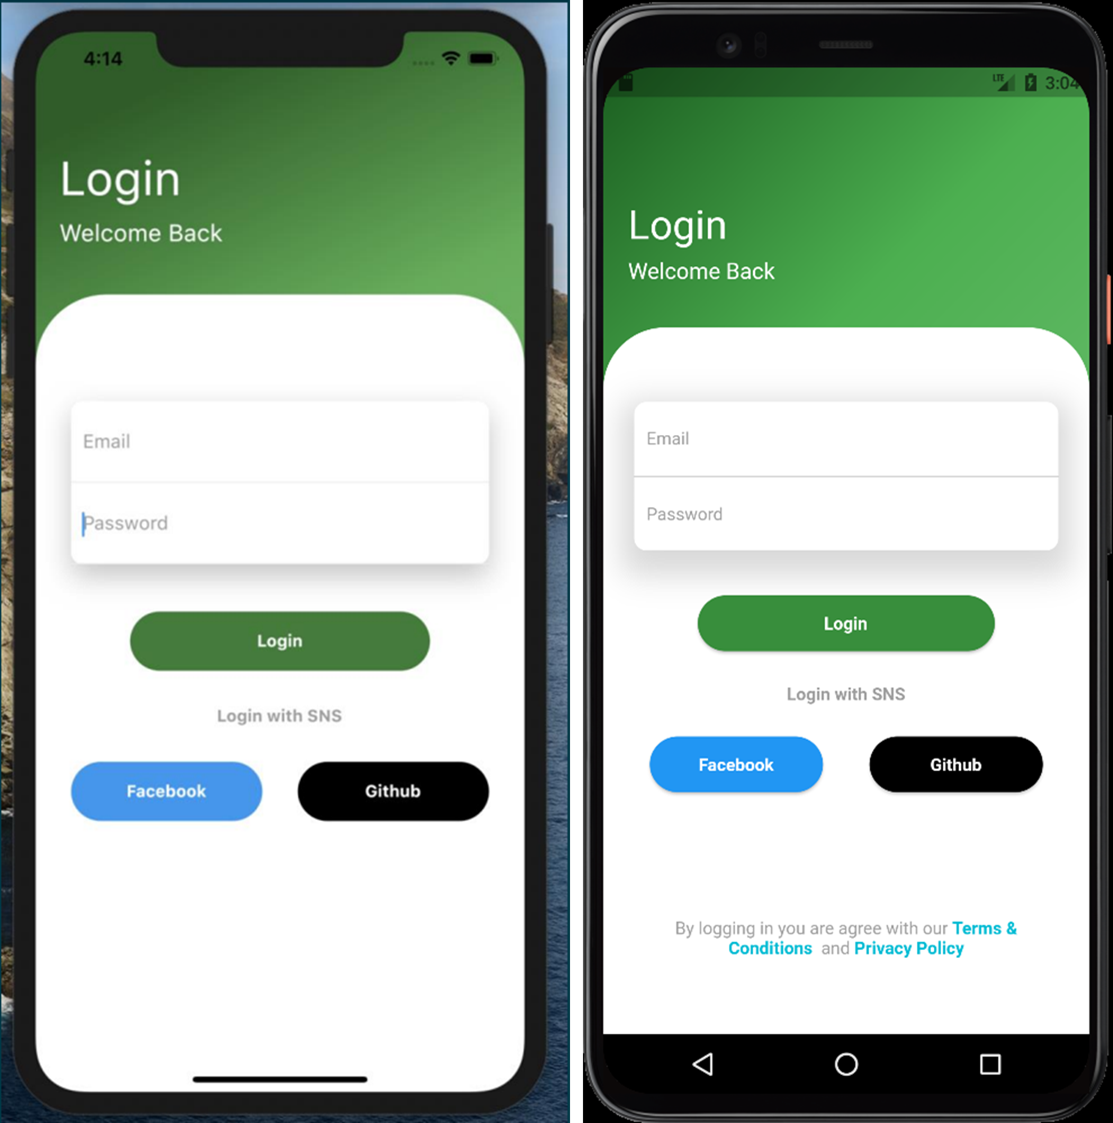 4:14
Login
Welcome Back
Email
Password
Login
Login with SNS
Facebook Github
LTE 3:04
Login
Welcome Back
Email
Password
Login
Login with SNS
Facebook Github
By logging in you are agree with our Terms &
Conditions and Privacy Policy